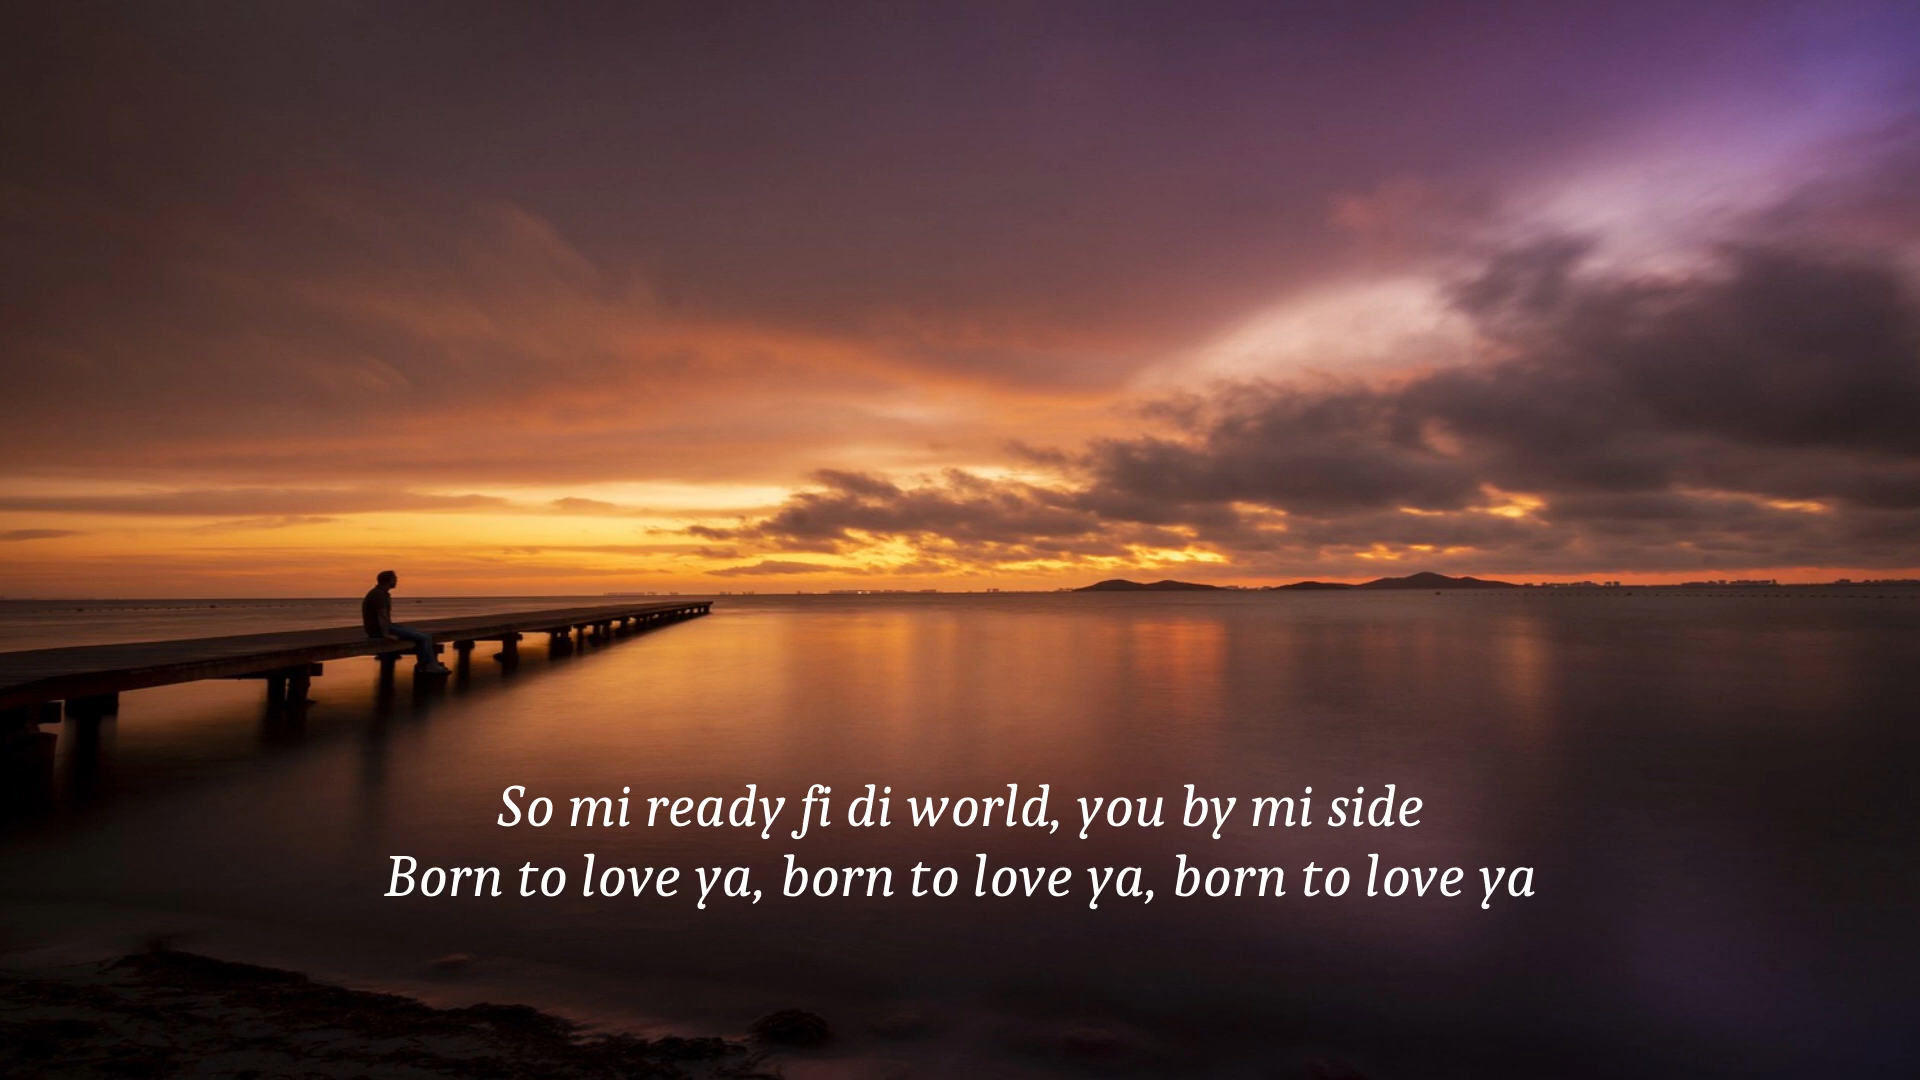 So mi ready fi di world, you by mi side
Born to love ya, born to love ya, born to love ya